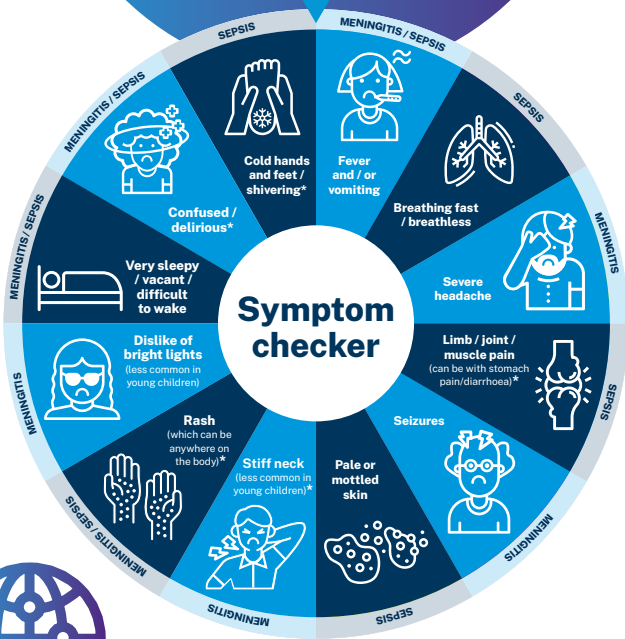 MENINGITIS / SEPSIS
Fever
and / or
vomiting
SEPSIS
Breathing fast
/ breathless
MENINGITIS
Severe
headache
SEPSIS
Limb / joint /
muscle pain
(can be with stomach
pain/diarrhoea)*
MENINGITIS
Seizures
SEPSIS
Pale or
mottled
skin
MENINGITIS
Stiff neck
(less common in
young children)*
MENINGITIS / SEPSIS
Rash
(which can be
anywhere on
the body)*
MENINGITIS
Dislike of
bright lights
(less common in
young children)
MENINGITIS / SEPSIS
Very sleepy
/ vacant /
difficult
to wake
MENINGITIS / SEPSIS
Confused /
delirious*
SEPSIS
Cold hands
and feet /
shivering*
Symptom
checker